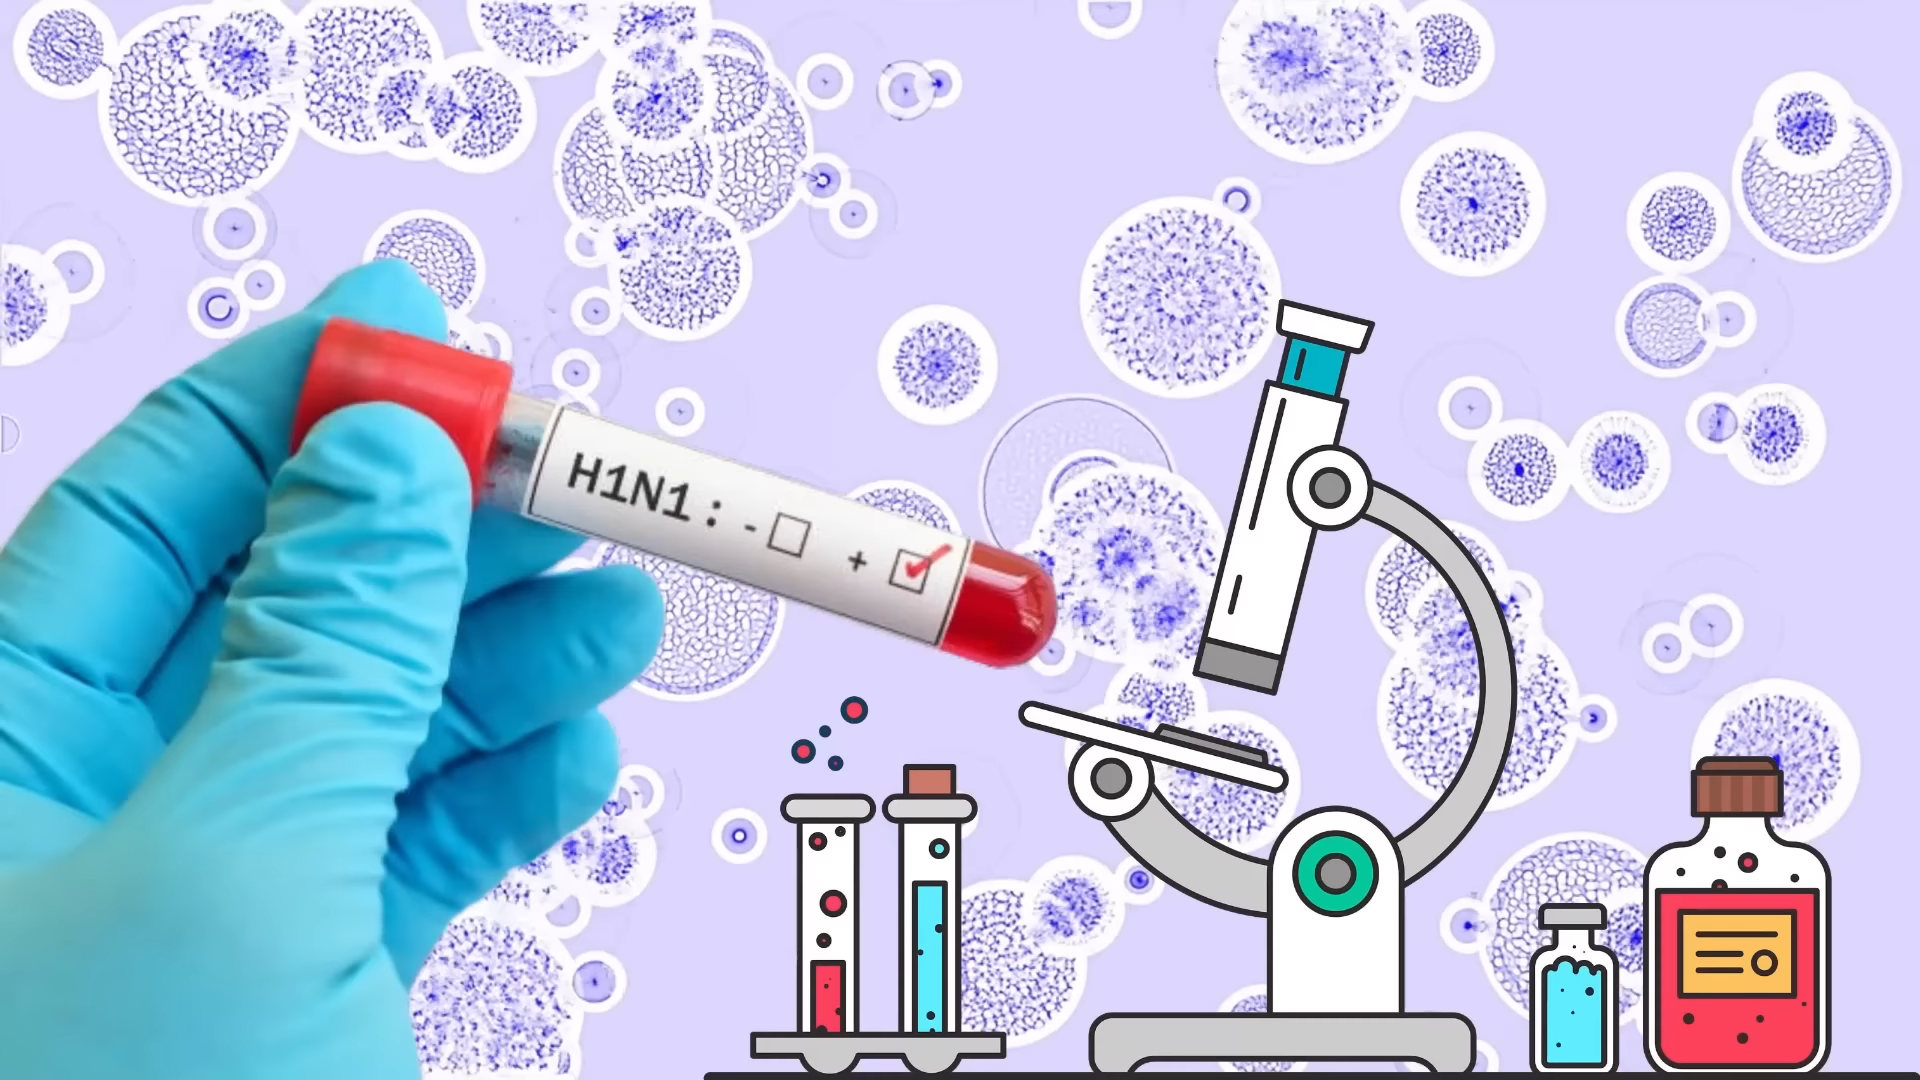 H1N1 : - ☐ + ☑